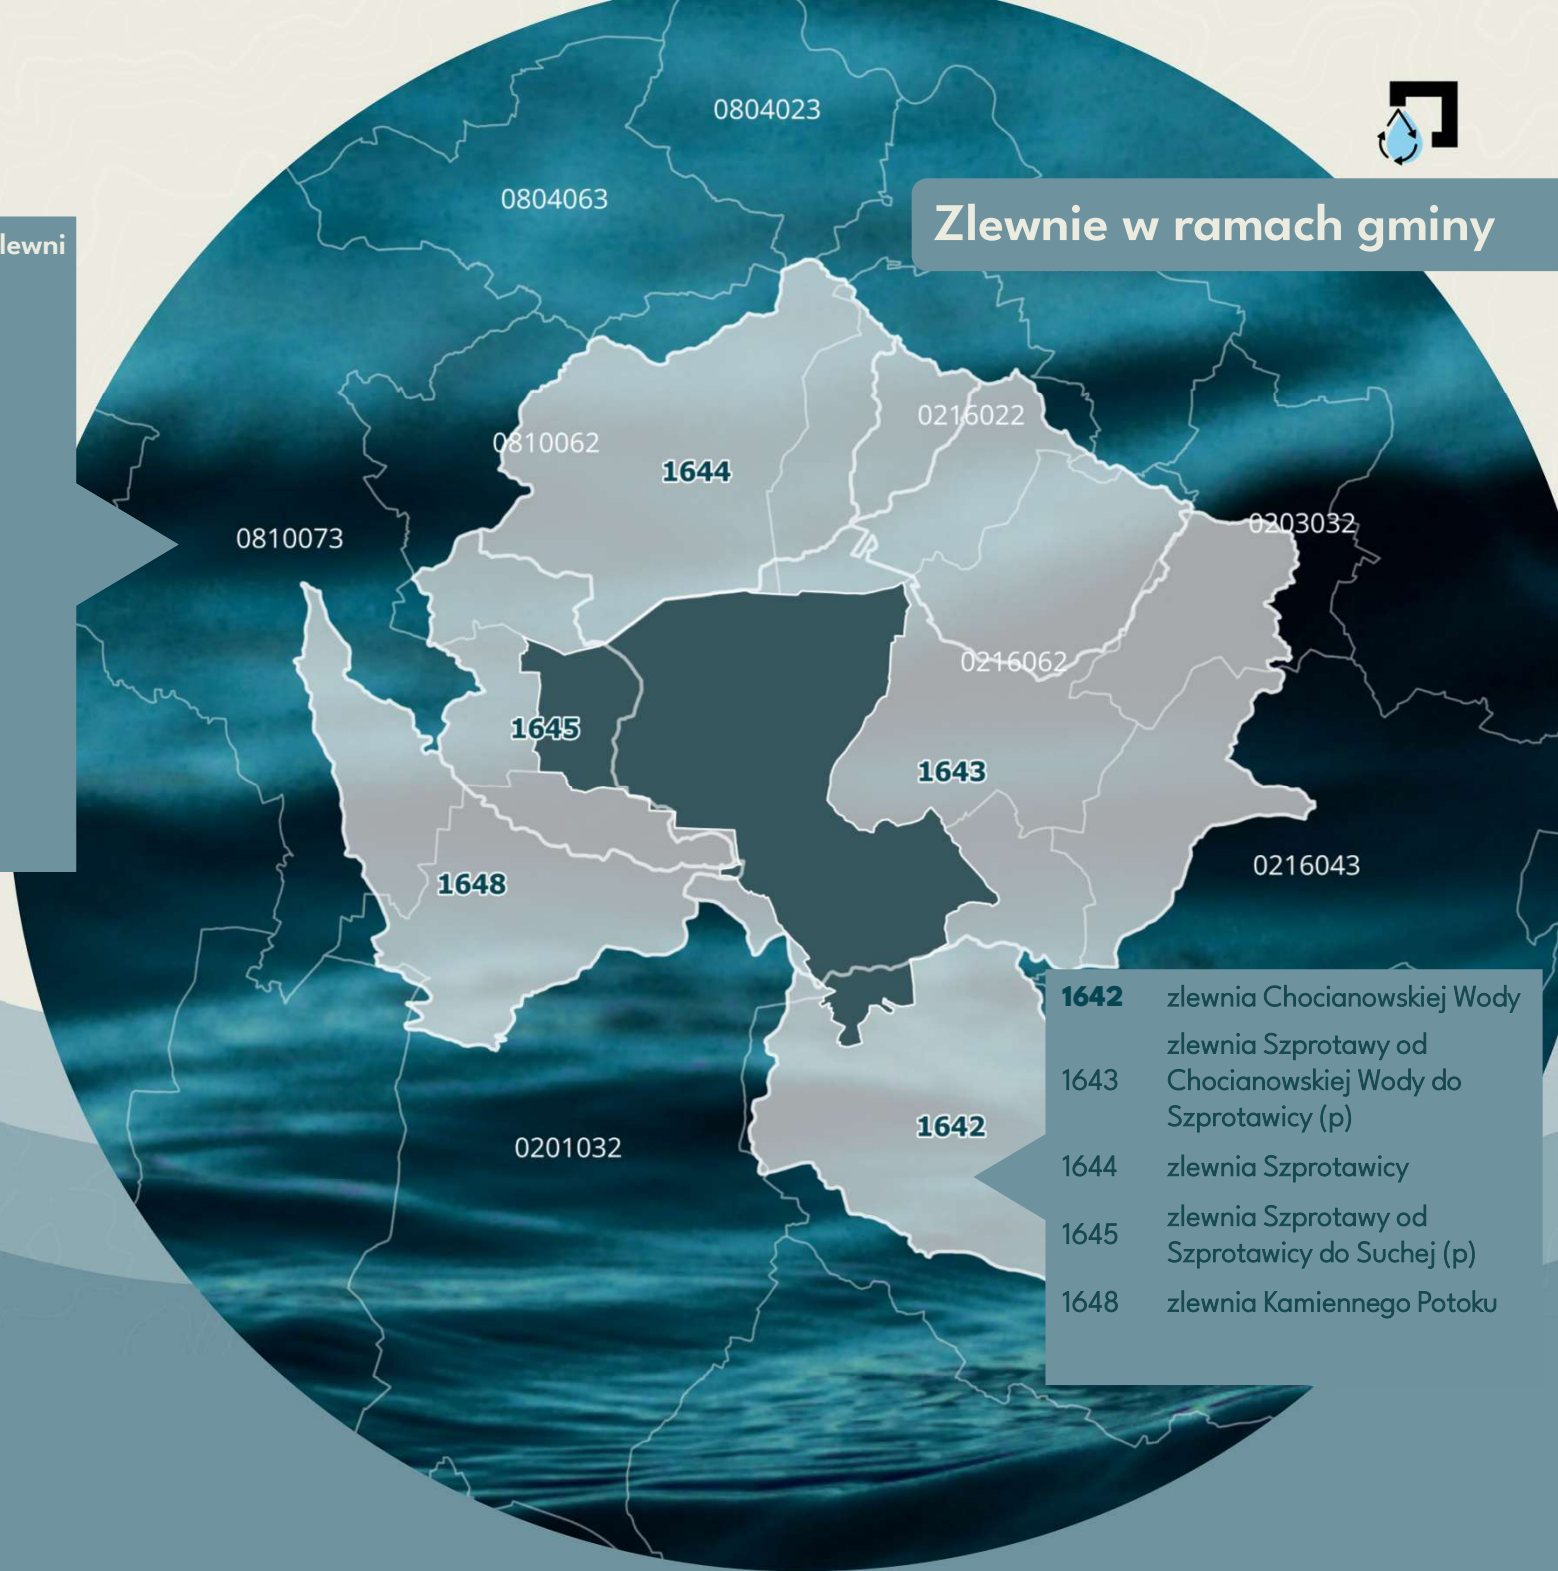 0804023
0804063
Zlewnie w ramach gminy
lewni
0216022
0810062
1644
0203032
0810073
0216062
1645
1643
0216043
1648
1642 zlewnia Chocianowskiej Wody
zlewnia Szprotawy od
1643 Chocianowskiej Wody do
Szprotawicy (p)
1644 zlewnia Szprotawicy
zlewnia Szprotawy od
1645 Szprotawicy do Suchej (p)
1648 zlewnia Kamiennego Potoku
1642
0201032